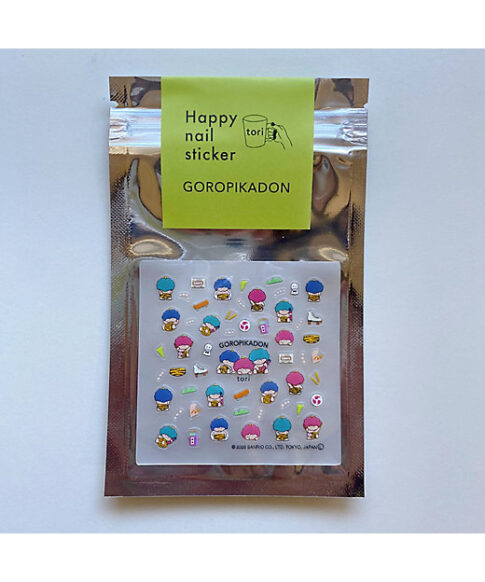 Happy
nail
sticker
tori
GOROPIKADON
GOROPIKADON
tori
© 2020 SANRIO CO., LTD. TOKYO, JAPAN Ⓛ